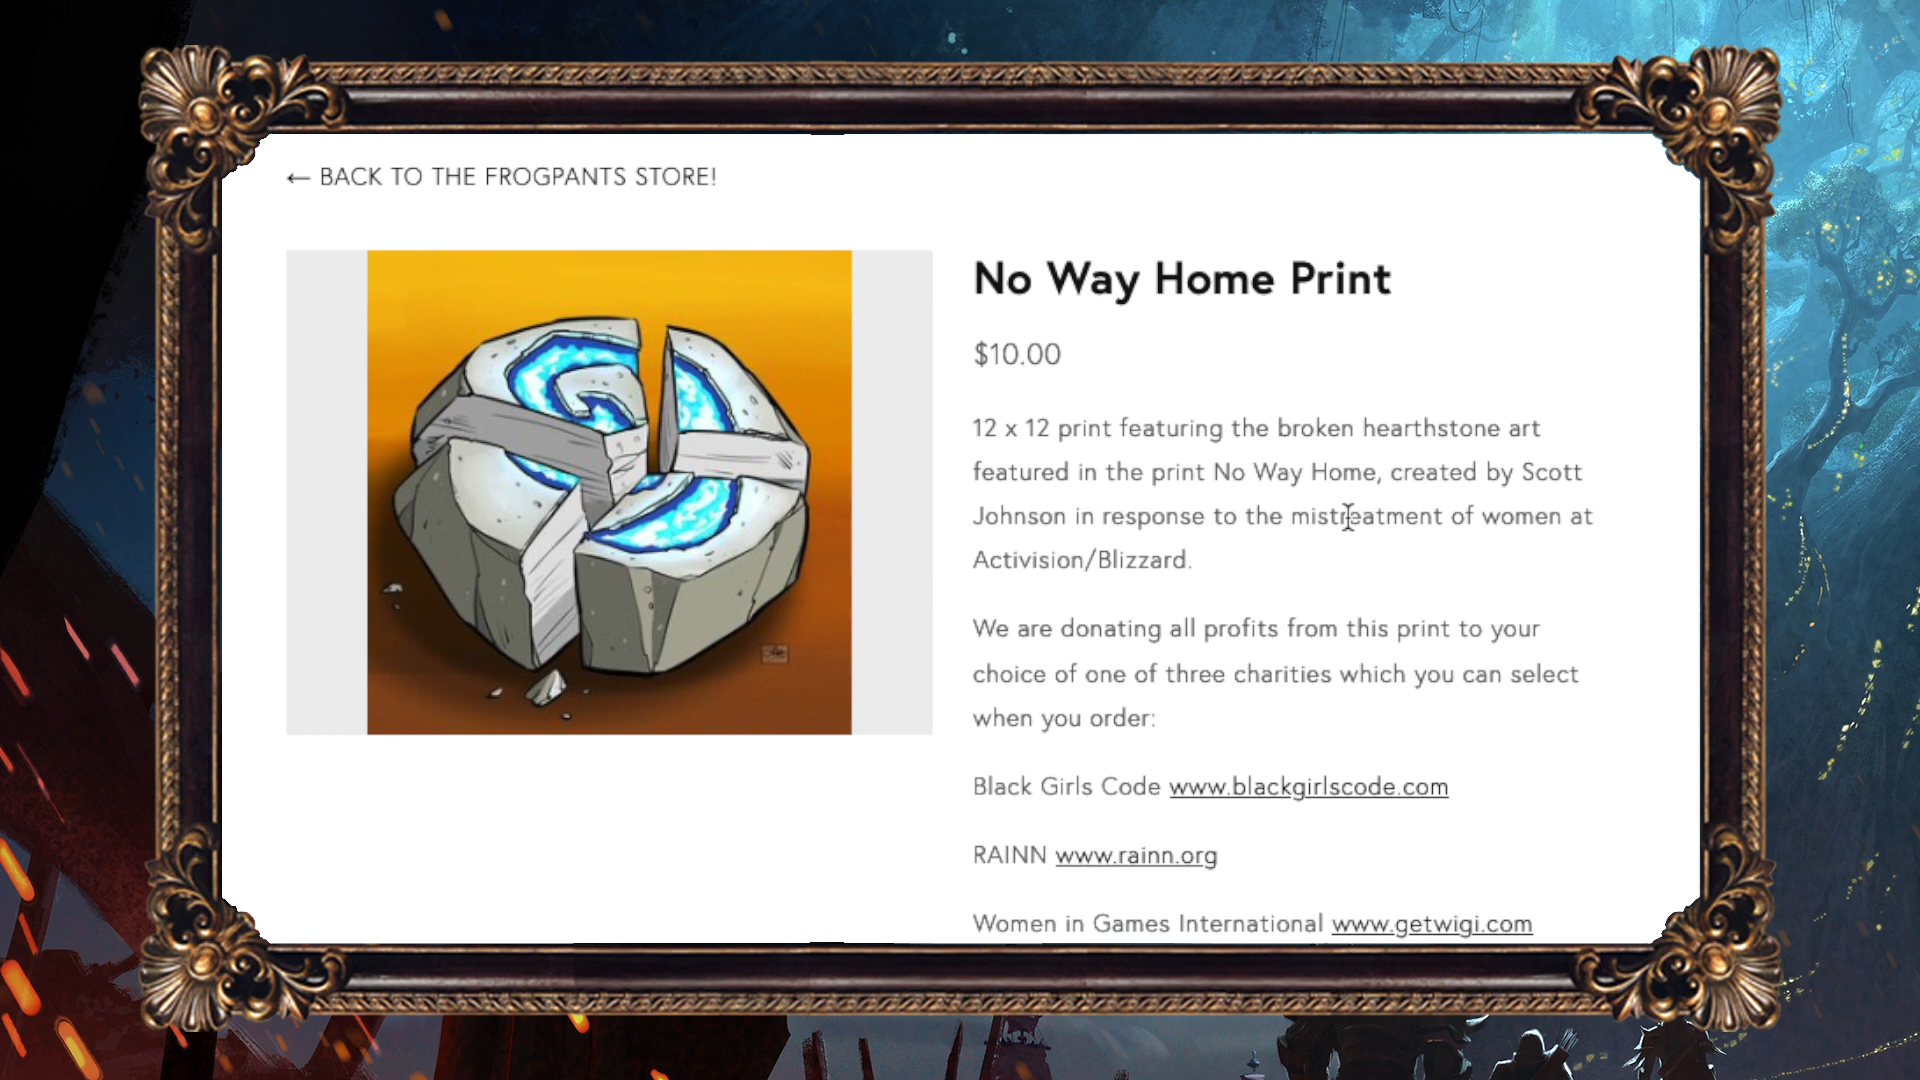 ← BACK TO THE FROGPANTS STORE!
No Way Home Print
$10.00
12 x 12 print featuring the broken hearthstone art
featured in the print No Way Home, created by Scott
Johnson in response to the mistreatment of women at
Activision/Blizzard.
We are donating all profits from this print to your
choice of one of three charities which you can select
when you order:
Black Girls Code www.blackgirlscode.com
RAINN www.rainn.org
Women in Games International www.getwigi.com